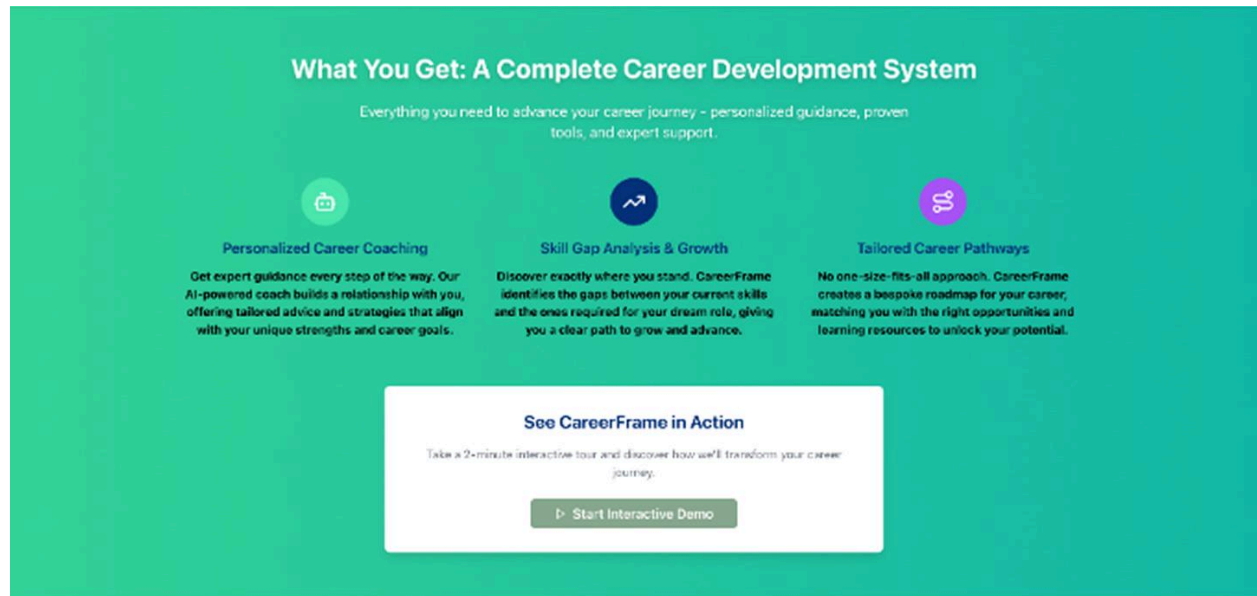 What You Get: A Complete Career Development System
Everything you need to advance your career journey - personalized guidance, proven
tools, and expert support.
Personalized Career Coaching
Get expert guidance every step of the way. Our
AI-powered coach builds a relationship with you,
offering tailored advice and strategies that align
with your unique strengths and career goals.
Skill Gap Analysis & Growth
Discover exactly where you stand. CareerFrame
identifies the gaps between your current skills
and the ones required for your dream role, giving
you a clear path to grow and advance.
Tailored Career Pathways
No one-size-fits-all approach. CareerFrame
creates a bespoke roadmap for your career,
matching you with the right opportunities and
learning resources to unlock your potential.
See CareerFrame in Action
Take a 2-minute interactive tour and discover how we'll transform your career
journey.
Start Interactive Demo